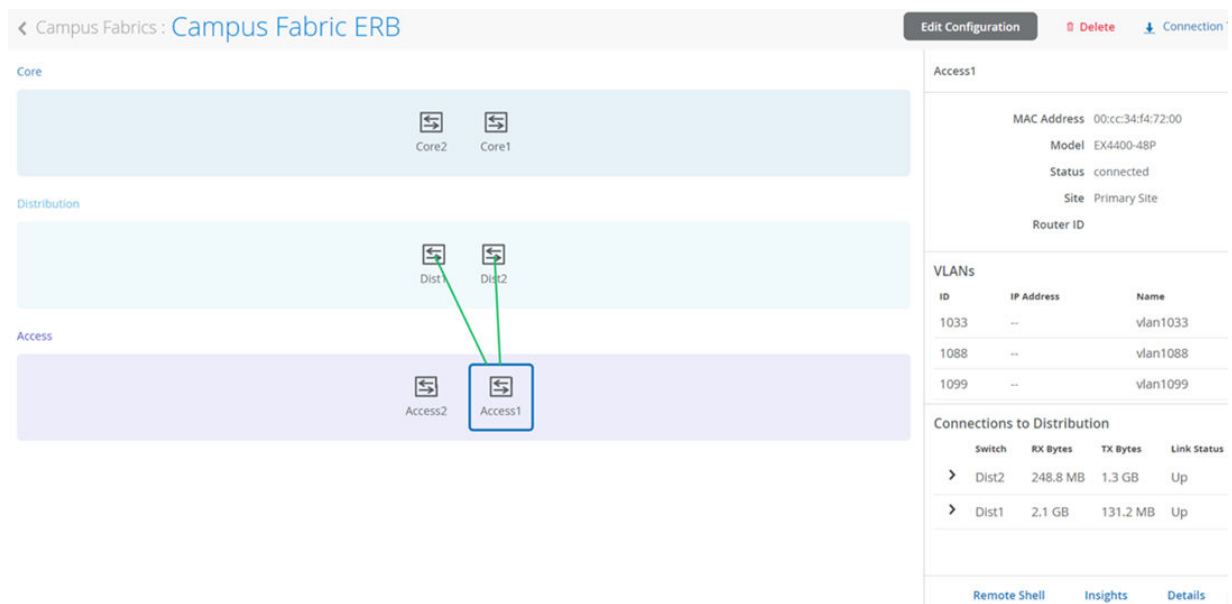 Campus Fabrics : Campus Fabric ERB
Edit Configuration
Delete
Connection
Core
Core2
Core1
Distribution
Dist1
Dist2
Access
Access2
Access1
Access1
MAC Address 00:cc:34:f4:72:00
Model EX4400-48P
Status connected
Site Primary Site
Router ID
VLANs
ID IP Address Name
1033 -- vlan1033
1088 -- vlan1088
1099 -- vlan1099
Connections to Distribution
Switch RX Bytes TX Bytes Link Status
Dist2 248.8 MB 1.3 GB Up
Dist1 2.1 GB 131.2 MB Up
Remote Shell Insights Details